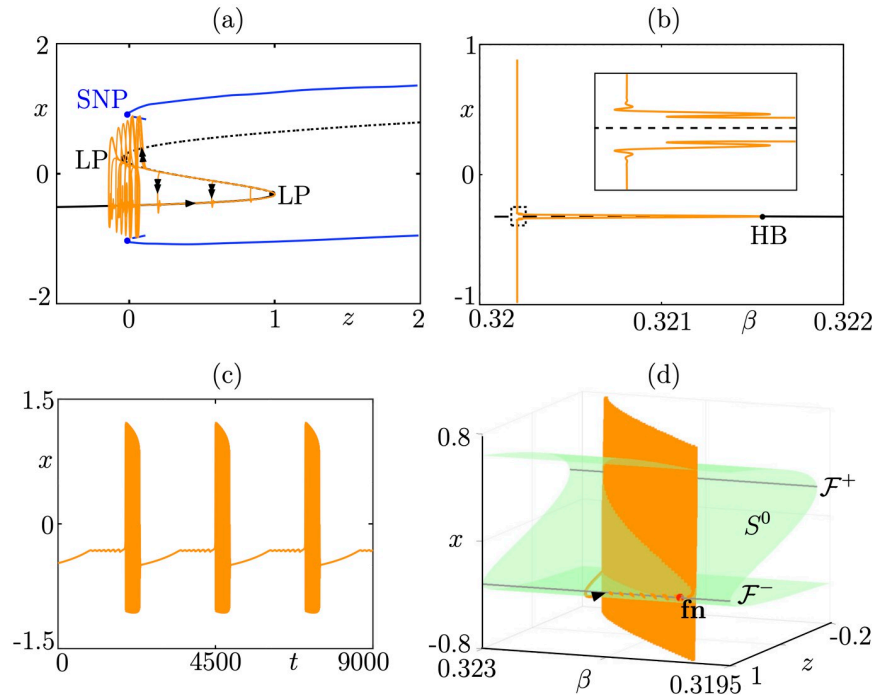 (a)
2
x
SNP
LP
0
LP
-2
0
z
1
2
(b)
1
x
HB
-1
0.32
0.321
β
0.322
(c)
1.5
x
0
-1.5
0
4500
t
9000
(d)
0.8
x
-0.8
F⁺
S⁰
F⁻
fn
0.323
β
0.3195
1
z
-0.2